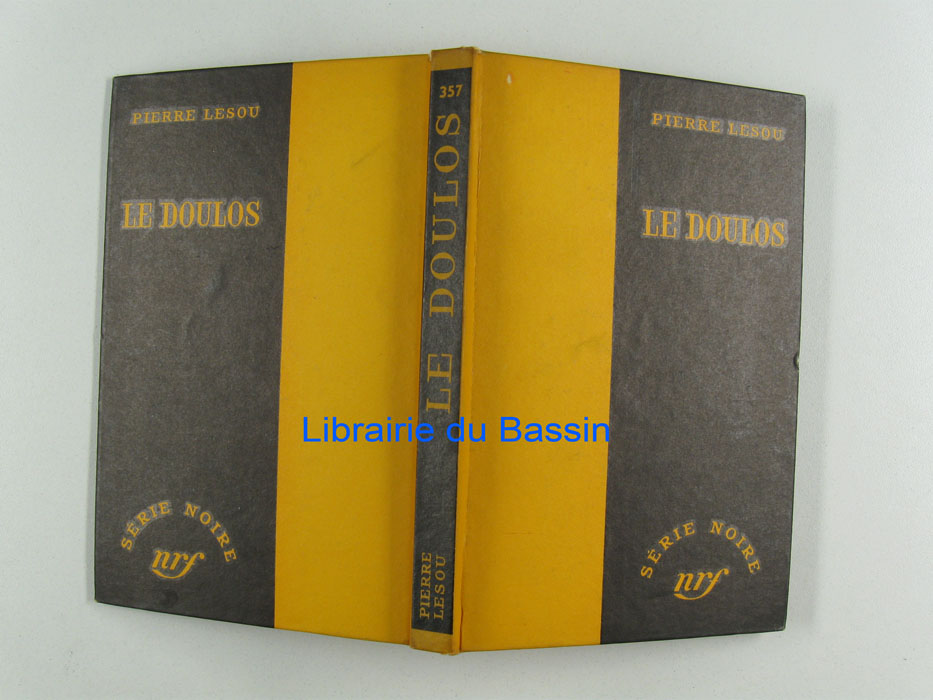 PIERRE LESOU
LE DOULOS
SÉRIE NOIRE
nrf
357
LE DOULOS
PIERRE
LESOU
PIERRE LESOU
LE DOULOS
SÉRIE NOIRE
nrf
Librairie du Bassin